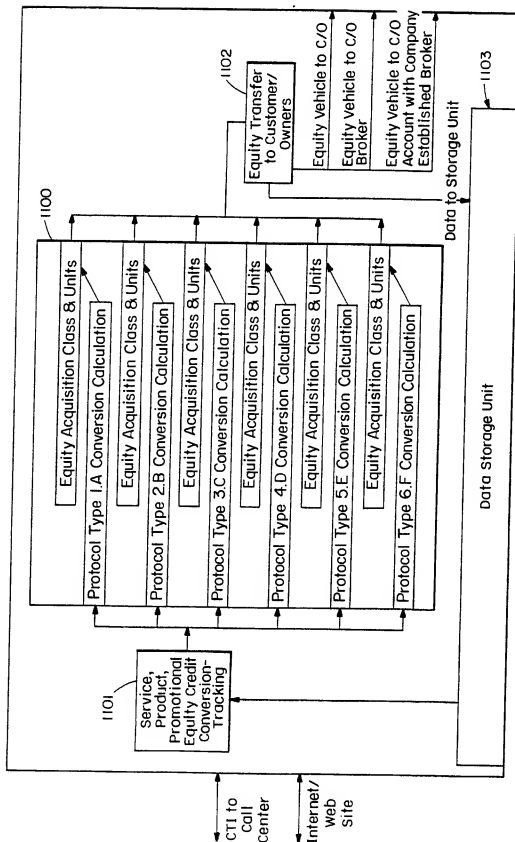 CTI to
Call
Center
Internet/
Web
Site
1101
Service,
Product,
Promotional
Equity Credit
Conversion-
Tracking
1100
Equity Acquisition Class & Units
Protocol Type 1.A Conversion Calculation
Equity Acquisition Class & Units
Protocol Type 2.B Conversion Calculation
Equity Acquisition Class & Units
Protocol Type 3.C Conversion Calculation
Equity Acquisition Class & Units
Protocol Type 4.D Conversion Calculation
Equity Acquisition Class & Units
Protocol Type 5.E Conversion Calculation
Equity Acquisition Class & Units
Protocol Type 6.F Conversion Calculation
1102
Equity Transfer
to Customer/
Owners
Equity Vehicle to C/O
Equity Vehicle to C/O
Broker
Equity Vehicle to C/O
Account with Company
Established Broker
Data to Storage Unit
1103
Data Storage Unit